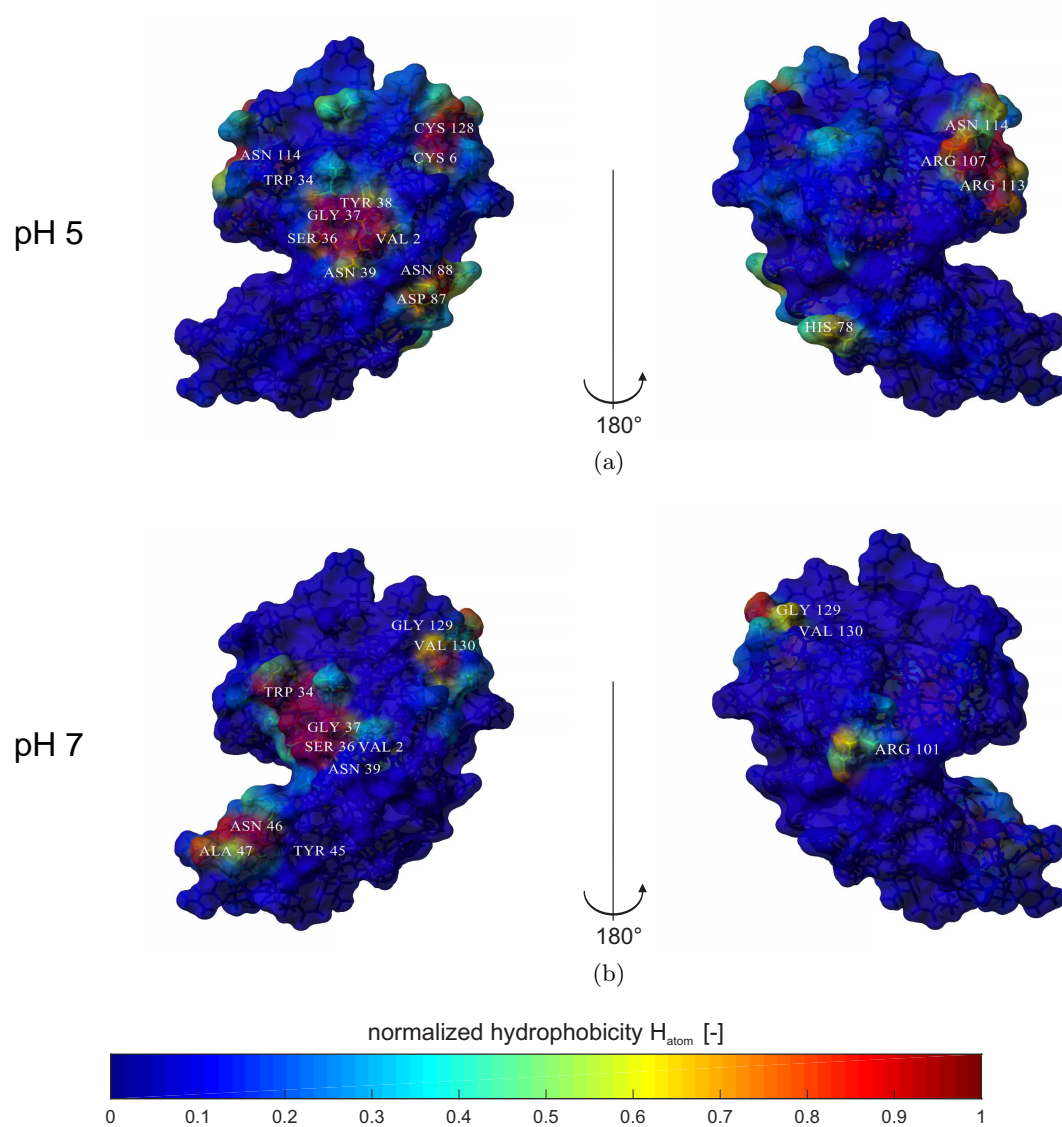 pH 5
CYS 128
ASN 114
CYS 6
TRP 34
TYR 38
GLY 37
SER 36
VAL 2
ASN 39
ASN 88
ASP 87
ASN 114
ARG 107
ARG 113
HIS 78
180°
(a)
pH 7
GLY 129
VAL 130
TRP 34
GLY 37
SER 36 VAL 2
ASN 39
ASN 46
ALA 47
TYR 45
GLY 129
VAL 130
ARG 101
180°
(b)
normalized hydrophobicity H_atom [-]
0 0.1 0.2 0.3 0.4 0.5 0.6 0.7 0.8 0.9 1